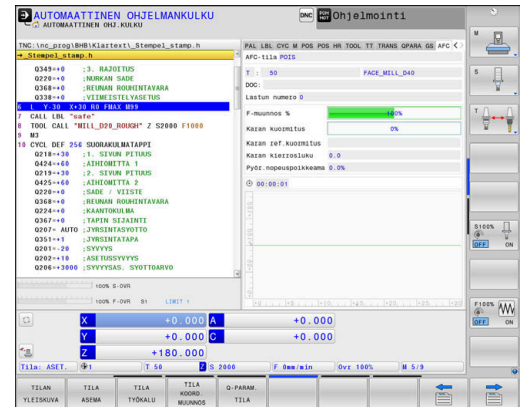 AUTOMAATTINEN OHJELMANKULKU
AUTOMAATTINEN OHJ.KULKU
DNC
Ohjelmointi
TNC:\nc_prog\BHB\Klartext\_Stempel_stamp.h
→_Stempel_stamp.h
Q349=+0 ;3. RAJOITUS
Q220=+0 ;NURKAN SADE
Q368=+0 ;REUNAN ROUHINTAVARA
Q338=+0 ;VIIMEISTELYASETUS
6 L Y-30 X+30 R0 FMAX M99
7 CALL LBL "safe"
8 TOOL CALL "MILL_D20_ROUGH" Z S2000 F1000
9 M3
10 CYCL DEF 256 SUORAKULMATAPPI
Q218=+30 ;1. SIVUN PITUUS
Q424=+60 ;AIHIOMITTA 1
Q219=+30 ;2. SIVUN PITUUS
Q425=+60 ;AIHIOMITTA 2
Q220=+0 ;SADE / VIISTE
Q368=+0 ;REUNAN ROUHINTAVARA
Q224=+0 ;KAANTOKULMA
Q367=+0 ;TAPIN SIJAINTI
Q207= AUTO ;JYRSINTASYOTTO
Q351=+1 ;JYRSINTATAPA
Q201=-20 ;SYVYYS
Q202=+10 ;ASETUSSYVYYS
Q206=+3000 ;SYVYYSAS. SYOTTOARVO
100% S-OVR
100% F-OVR S1 LIMIT 1
PAL LBL CYC M POS POS HR TOOL TT TRANS QPARA GS AFC
AFC-tila POIS
T : 50 FACE_MILL_D40
DOC:
Lastun numero 0
F-muunnos % 100%
Karan kuormitus 0%
Karan ref.kuormitus
Karan kierrosluku 0.0
Pyör.nopeuspoikkeama 0.0%
00:00:01
X +0.000 A +0.000
Y +0.000 C +0.000
Z +180.000
Tila: ASET. 1 T 50 Z S 2000 F 0mm/min Ovr 100% M 5/9
TILAN YLEISKUVA
TILA ASEMA
TILA TYÖKALU
TILA KOORD. MUUNNOS
Q-PARAM. TILA
M
S
T
S100%
OFF ON
F100%
OFF ON